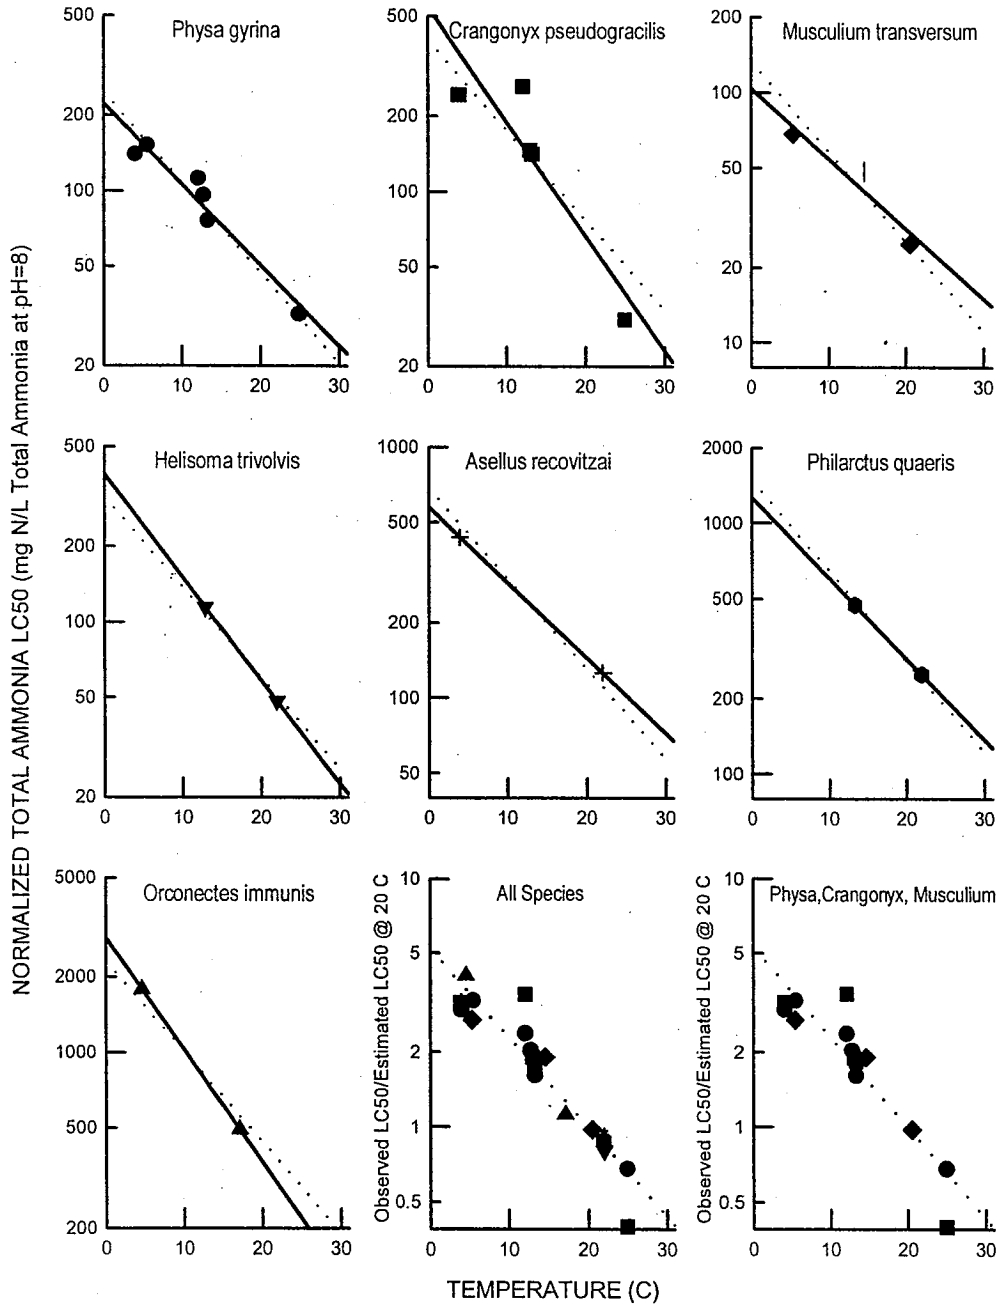 NORMALIZED TOTAL AMMONIA LC50 (mg N/L Total Ammonia at pH=8)
Physa gyrina
500
200
100
50
20
0 10 20 30
Crangonyx pseudogracilis
500
200
100
50
20
0 10 20 30
Musculium transversum
200
100
50
20
10
0 10 20 30
Helisoma trivolvis
500
200
100
50
20
0 10 20 30
Asellus recovitzai
1000
500
200
100
50
0 10 20 30
Philarctus quaeris
2000
1000
500
200
100
0 10 20 30
Orconectes immunis
5000
2000
1000
500
200
0 10 20 30
All Species
Observed LC50/Estimated LC50 @ 20 C
10
5
2
1
0.5
0 10 20 30
Physa,Crangonyx, Musculium
Observed LC50/Estimated LC50 @ 20 C
10
5
2
1
0.5
0 10 20 30
TEMPERATURE (C)